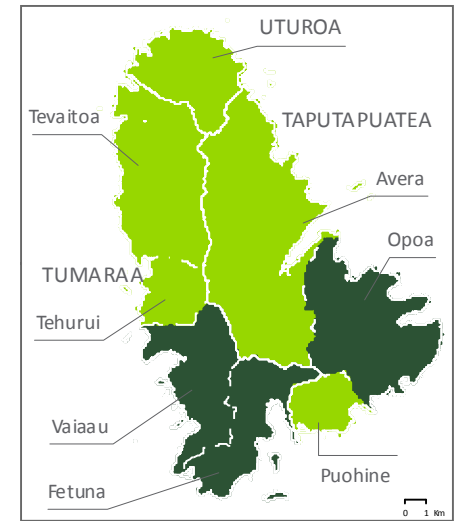 UTUROA
Tevaitoa
TAPUTAPUATEA
Avera
Opoa
TUMARAA
Tehurui
Vaiaau
Puohine
Fetuna
0 1 Km